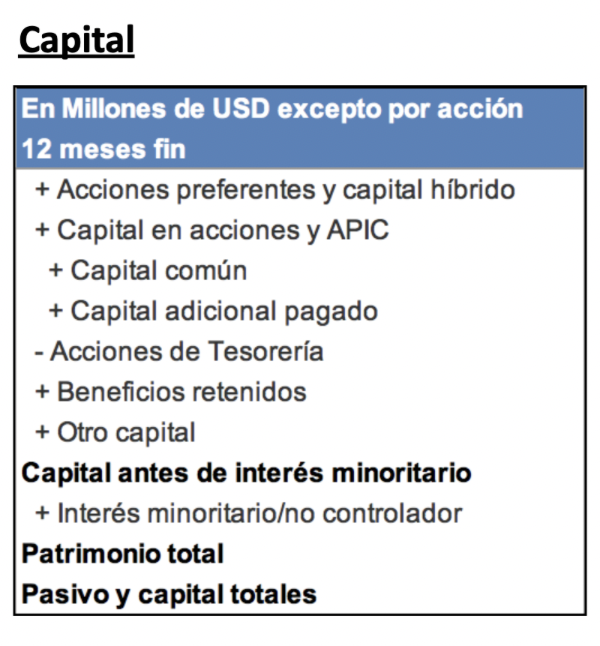 Capital
En Millones de USD excepto por acción
12 meses fin
+ Acciones preferentes y capital híbrido
+ Capital en acciones y APIC
+ Capital común
+ Capital adicional pagado
- Acciones de Tesorería
+ Beneficios retenidos
+ Otro capital
Capital antes de interés minoritario
+ Interés minoritario/no controlador
Patrimonio total
Pasivo y capital totales